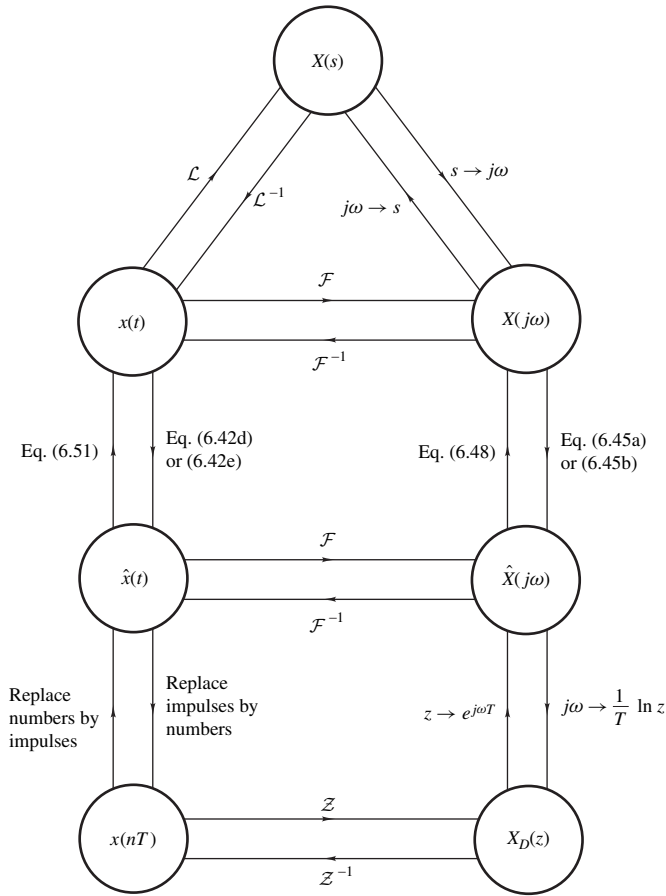 X(s)
ℒ
ℒ⁻¹
s → jω
jω → s
x(t)
ℱ
X(jω)
ℱ⁻¹
Eq. (6.51)
Eq. (6.42d)
or (6.42e)
Eq. (6.48)
Eq. (6.45a)
or (6.45b)
x̂(t)
ℱ
X̂(jω)
ℱ⁻¹
Replace
numbers by
impulses
Replace
impulses by
numbers
z → e^{jωT}
jω → 1/T ln z
x(nT)
𝒵
X_D(z)
𝒵⁻¹